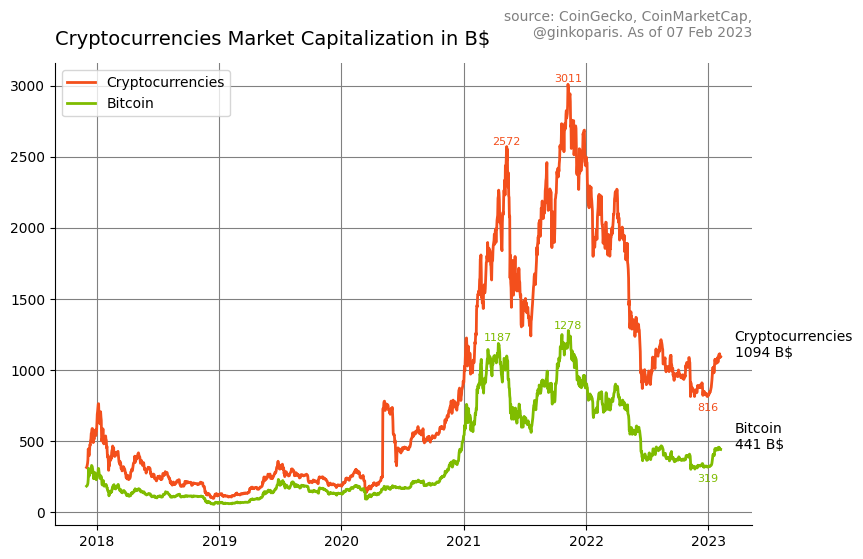 source: CoinGecko, CoinMarketCap,
@ginkoparis. As of 07 Feb 2023
Cryptocurrencies Market Capitalization in B$
Cryptocurrencies
Bitcoin
3000
2500
2000
1500
1000
500
0
3011
2572
1187
1278
816
319
Cryptocurrencies
1094 B$
Bitcoin
441 B$
2018
2019
2020
2021
2022
2023